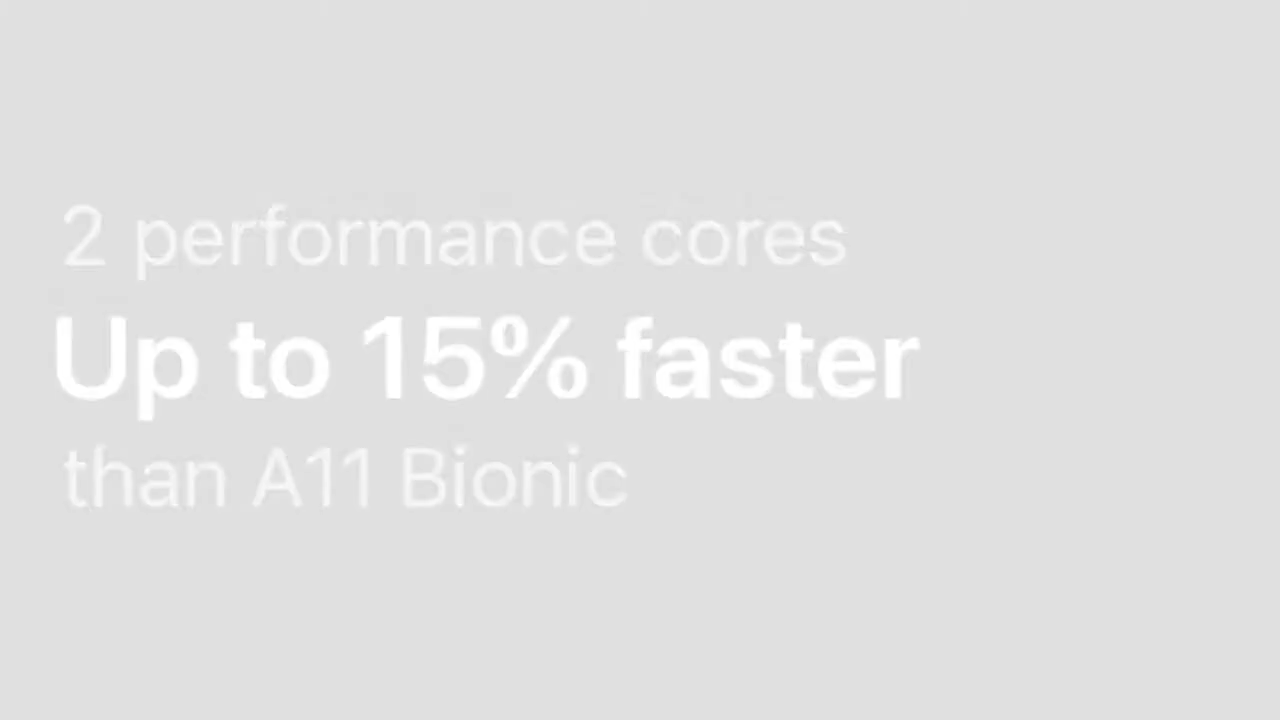 2 performance cores
Up to 15% faster
than A11 Bionic